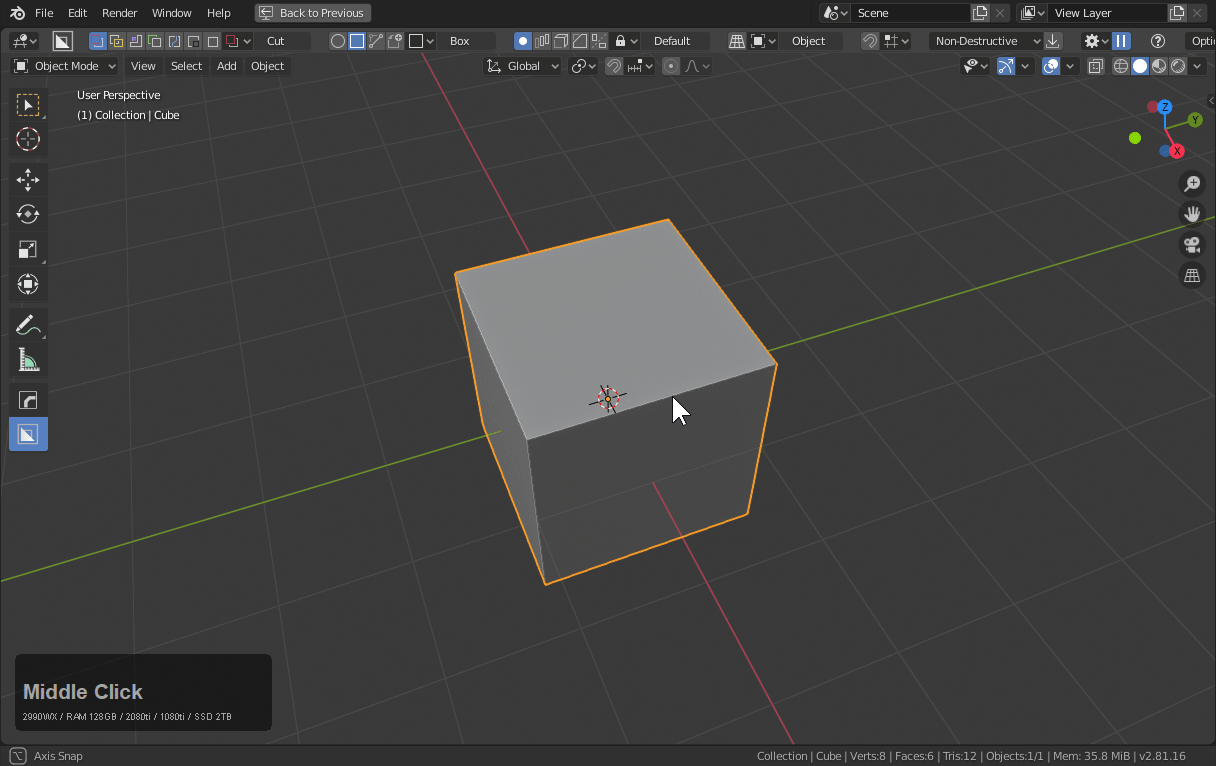 File Edit Render Window Help Back to Previous Scene View Layer
Cut Box Default Object Non-Destructive Opti
Object Mode View Select Add Object Global
User Perspective
(1) Collection | Cube
Z
Y
X
Middle Click
2990WX / RAM 128GB / 2080ti / 1080ti / SSD 2TB
Axis Snap Collection | Cube | Verts:8 | Faces:6 | Tris:12 | Objects:1/1 | Mem: 35.8 MiB | v2.81.16